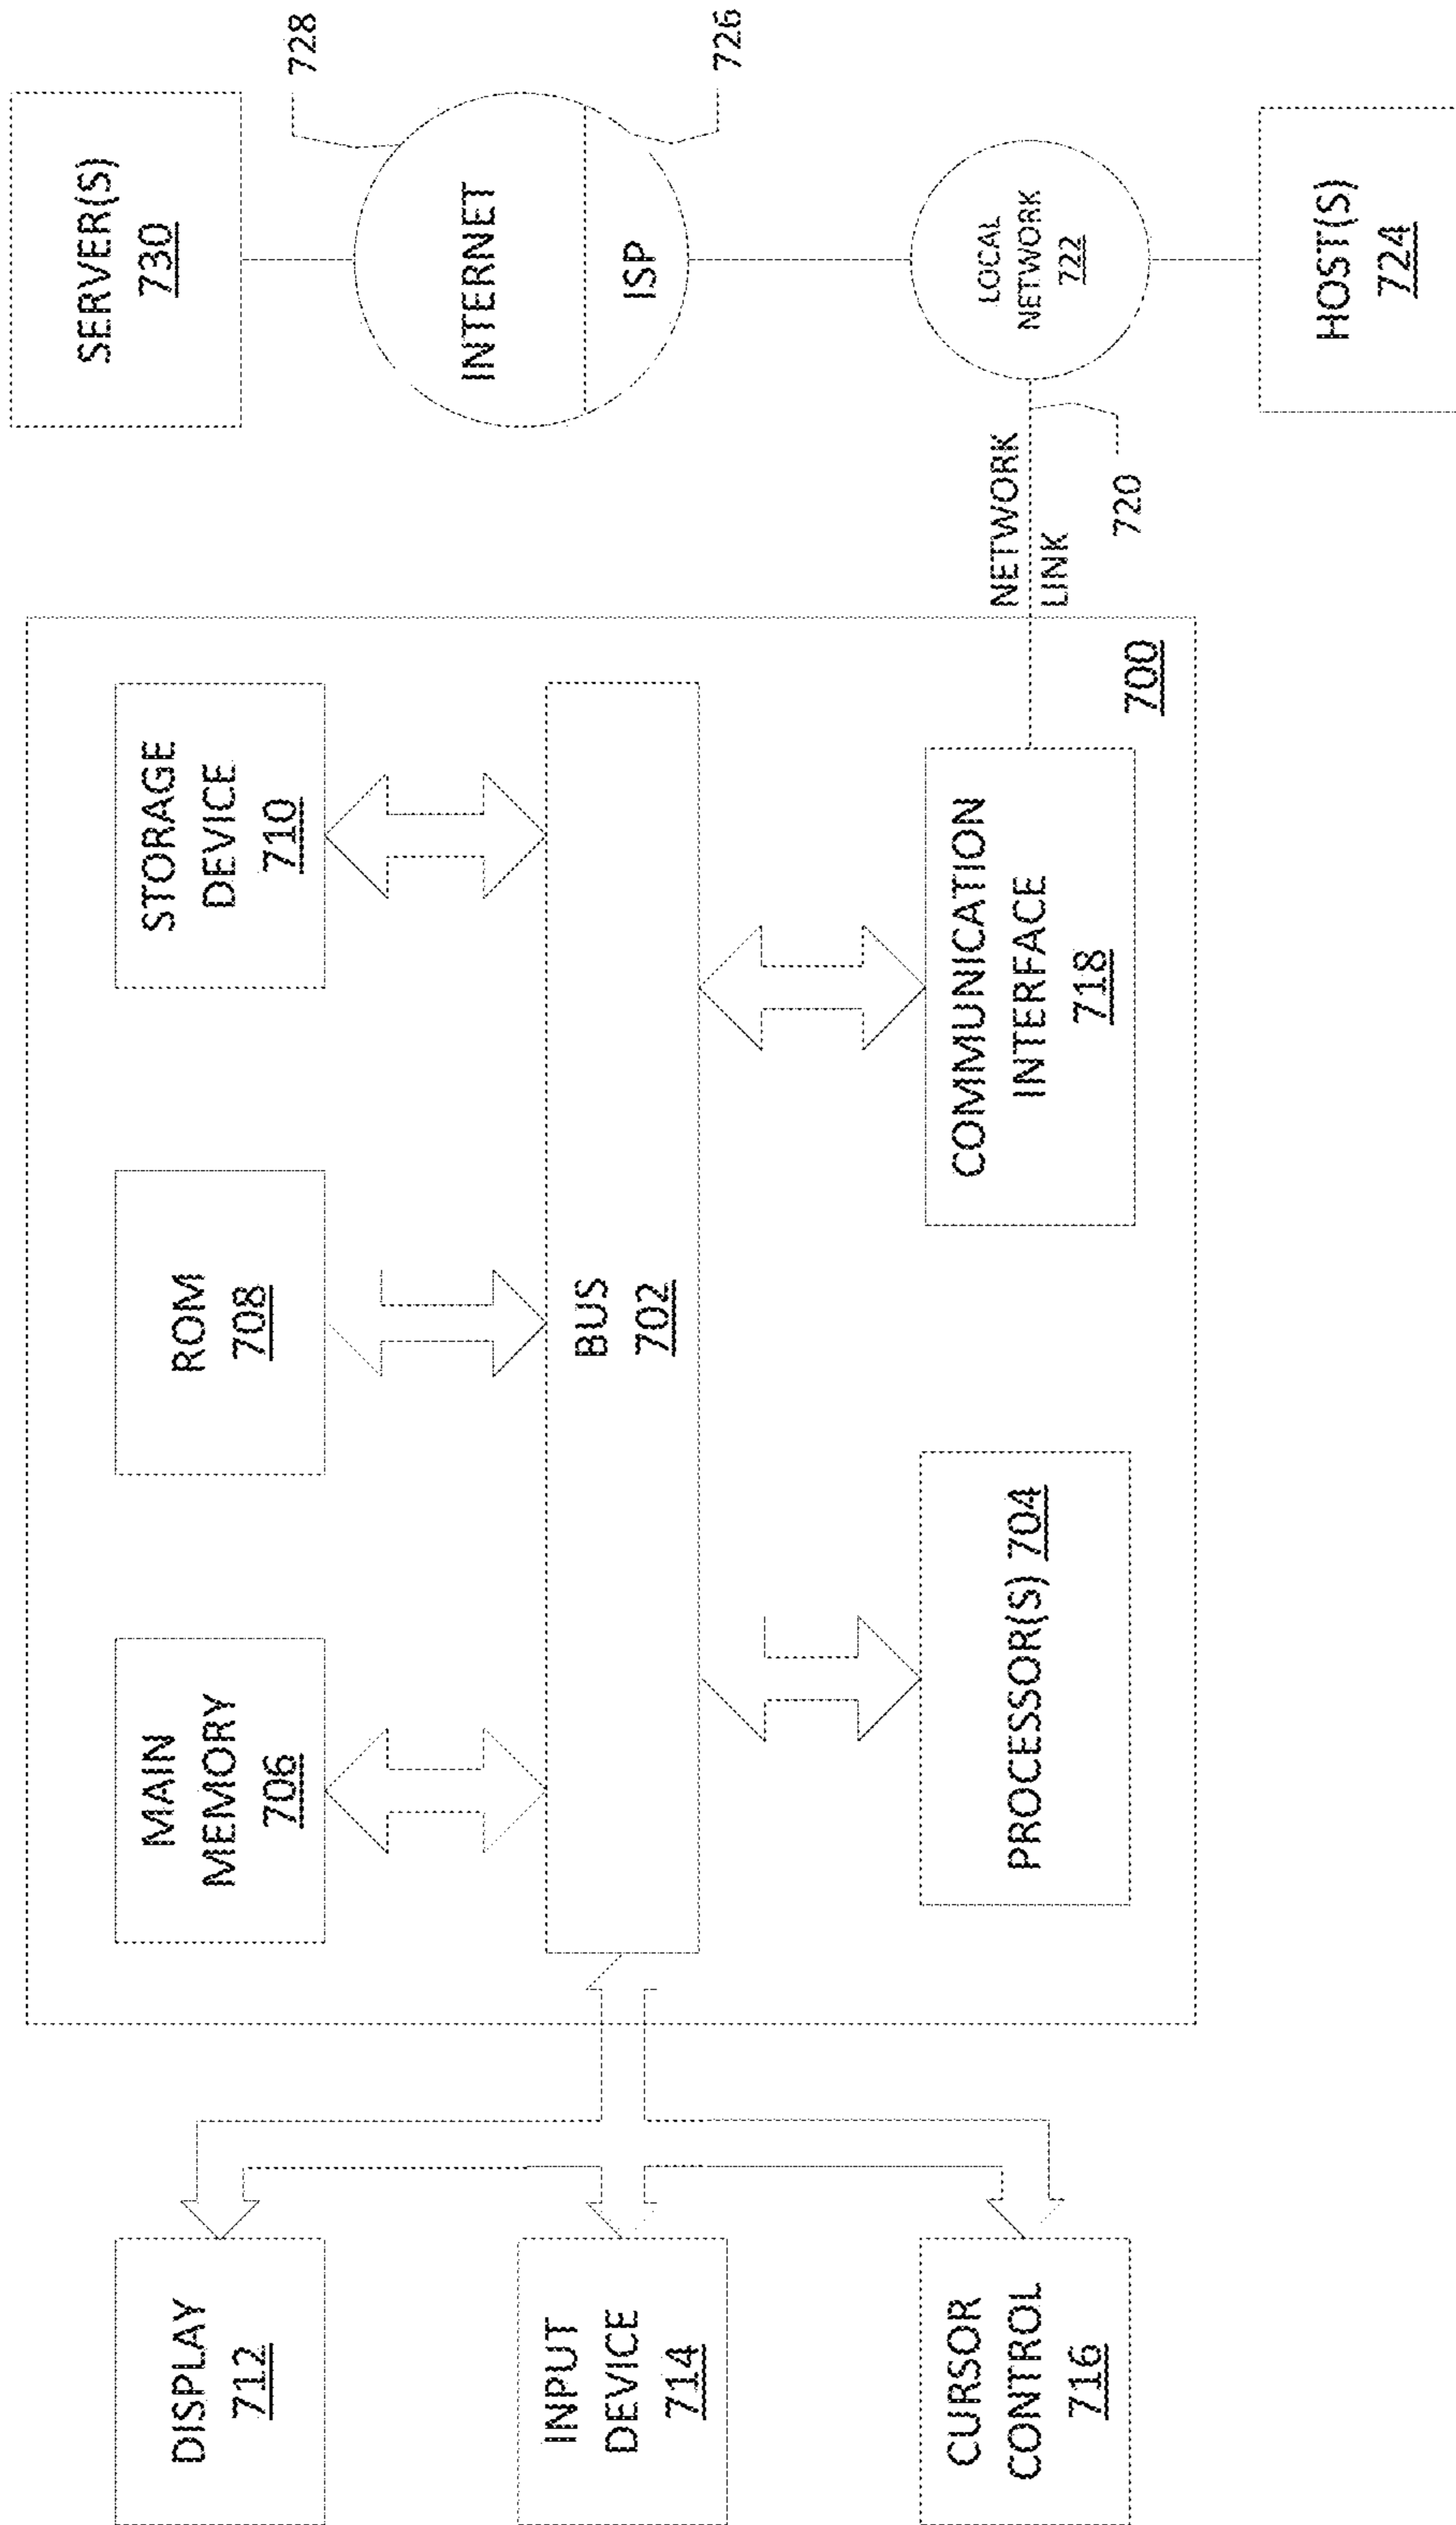 DISPLAY
712
INPUT
DEVICE
714
CURSOR
CONTROL
716
MAIN
MEMORY
706
ROM
708
STORAGE
DEVICE
710
BUS
702
PROCESSOR(S) 704
COMMUNICATION
INTERFACE
718
700
NETWORK
LINK
720
SERVER(S)
730
728
INTERNET
ISP
726
LOCAL
NETWORK
722
HOST(S)
724